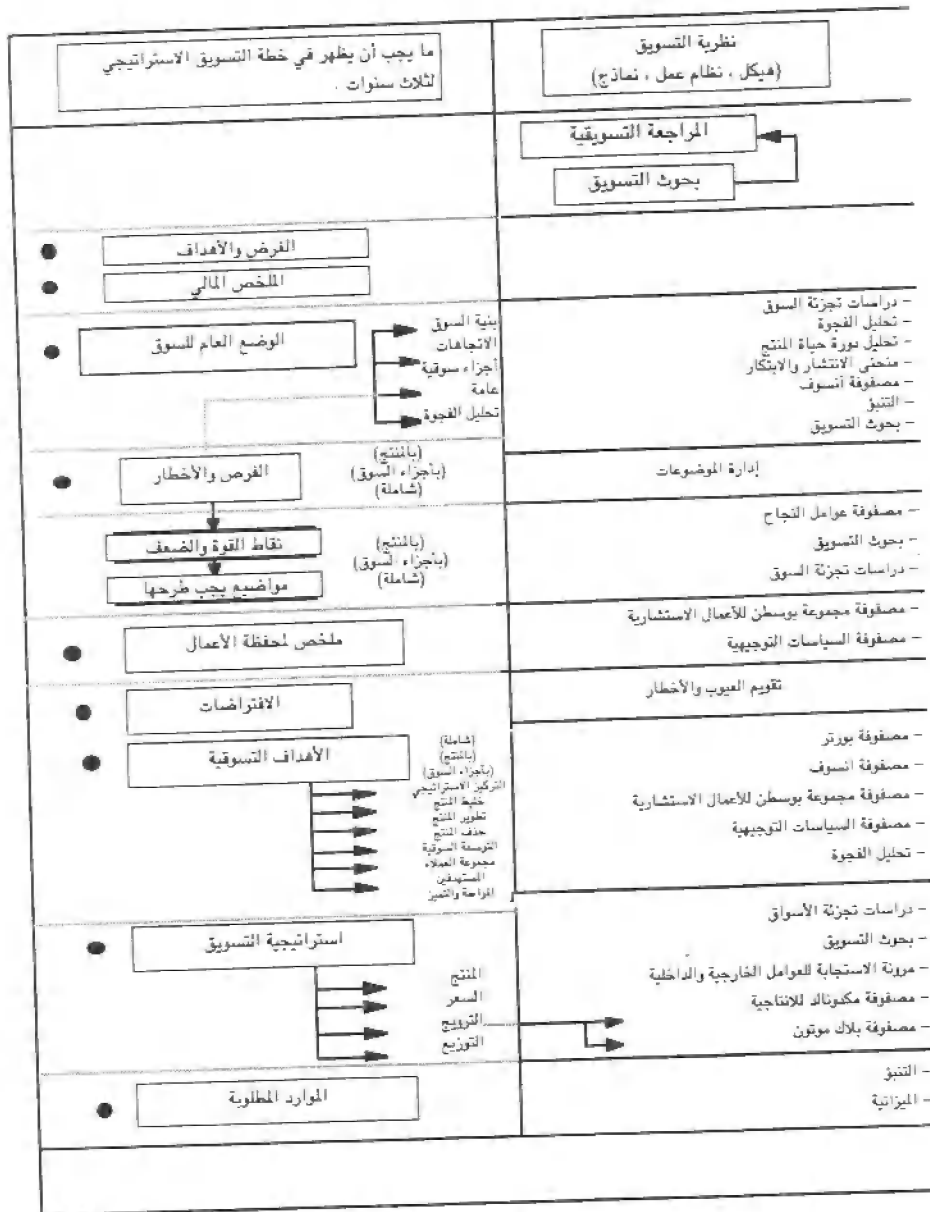 نظرية التسويق
(هيكل ، نظام عمل ، نماذج)
ما يجب أن يظهر في خطة التسويق الاستراتيجي
لثلاث سنوات .
المراجعة التسويقية
بحوث التسويق
الغرض والأهداف
الملخص المالي
– دراسات تجزئة السوق
– تحليل الفجوة
– تحليل دورة حياة المنتج
– منحنى الانتشار والابتكار
– مصفوفة أنسوف
– التنبؤ
– بحوث التسويق
الوضع العام للسوق
بنية السوق
الاتجاهات
أجزاء سوقية
عامة
تحليل الفجوة
إدارة الموضوعات
الفرص والأخطار
(بالمنتج)
(بأجزاء السوق)
(شاملة)
– مصفوفة عوامل النجاح
– بحوث التسويق
– دراسات تجزئة السوق
نقاط القوة والضعف
مواضيع يجب طرحها
(بالمنتج)
(بأجزاء السوق)
(شاملة)
– مصفوفة مجموعة بوسطن للأعمال الاستشارية
– مصفوفة السياسات التوجيهية
ملخص لمحفظة الأعمال
تقويم العيوب والأخطار
الافتراضات
– مصفوفة بورتر
– مصفوفة أنسوف
– مصفوفة مجموعة بوسطن للأعمال الاستشارية
– مصفوفة السياسات التوجيهية
– تحليل الفجوة
الأهداف التسوقية
(شاملة)
(بالمنتج)
(بأجزاء السوق)
التركيز الاستراتيجي
خليط المنتج
تطوير المنتج
حذف المنتج
التوسعة السوقية
مجموعة العملاء
المستهدفين
المزاحمة والتميز
– دراسات تجزئة الأسواق
– بحوث التسويق
– مرونة الاستجابة للعوامل الخارجية والداخلية
– مصفوفة مكدونالد للانتاجية
– مصفوفة بلاك موتون
استراتيجية التسويق
المنتج
السعر
الترويج
التوزيع
– التنبؤ
– الميزانية
الموارد المطلوبة